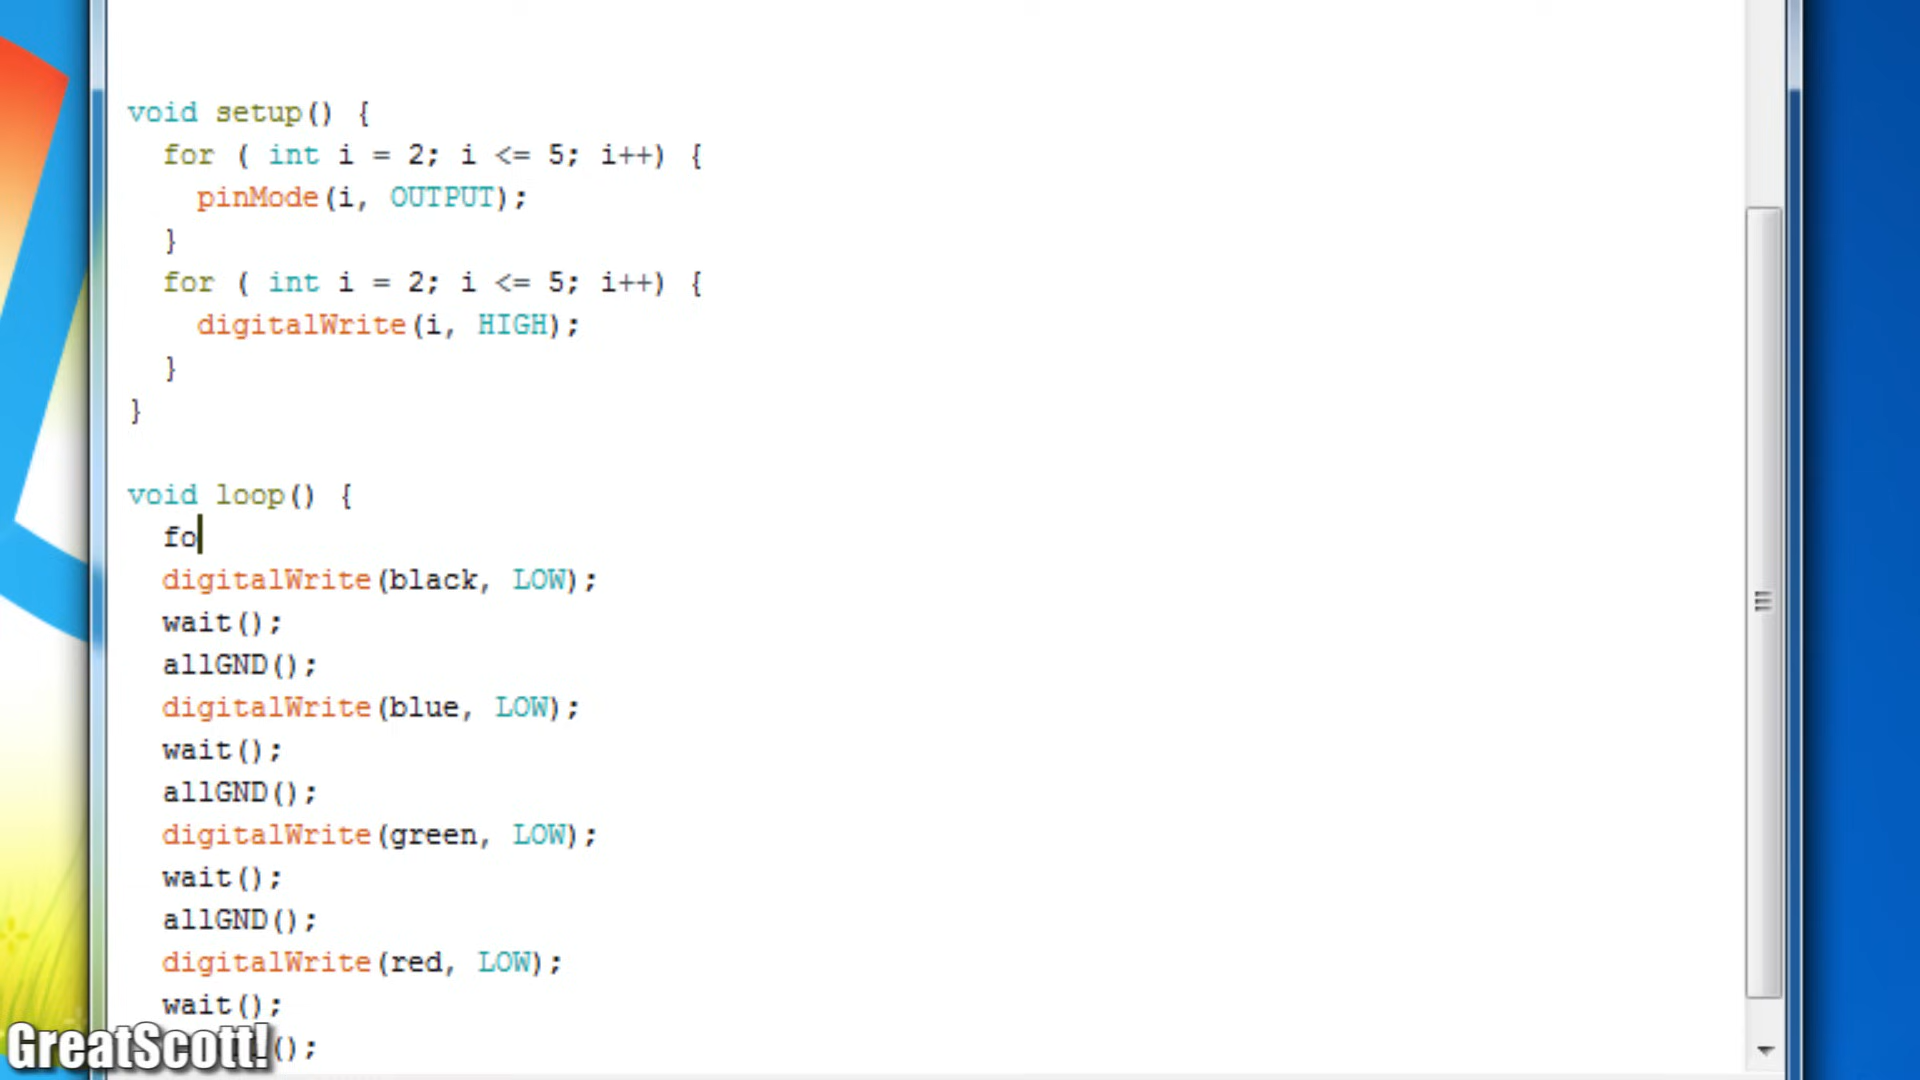 void setup() {
for ( int i = 2; i <= 5; i++) {
pinMode(i, OUTPUT);
}
for ( int i = 2; i <= 5; i++) {
digitalWrite(i, HIGH);
}
}
void loop() {
fo
digitalWrite(black, LOW);
wait();
allGND();
digitalWrite(blue, LOW);
wait();
allGND();
digitalWrite(green, LOW);
wait();
allGND();
digitalWrite(red, LOW);
wait();
();
GreatScott!